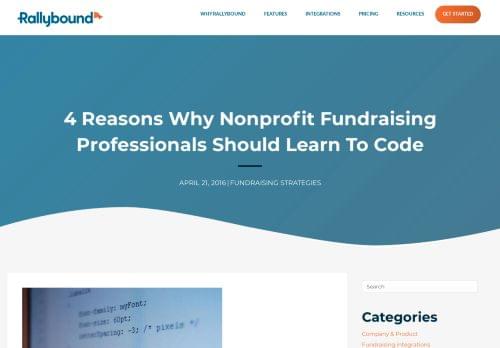 Rallybound
WHY RALLYBOUND
FEATURES
INTEGRATIONS
PRICING
RESOURCES
GET STARTED
4 Reasons Why Nonprofit Fundraising
Professionals Should Learn To Code
APRIL 21, 2016 | FUNDRAISING STRATEGIES
font-family: myFont;
font-size: 60pt;
letterSpacing: -3; /* pixels */
Search
Categories
Company & Product
Fundraising integrations